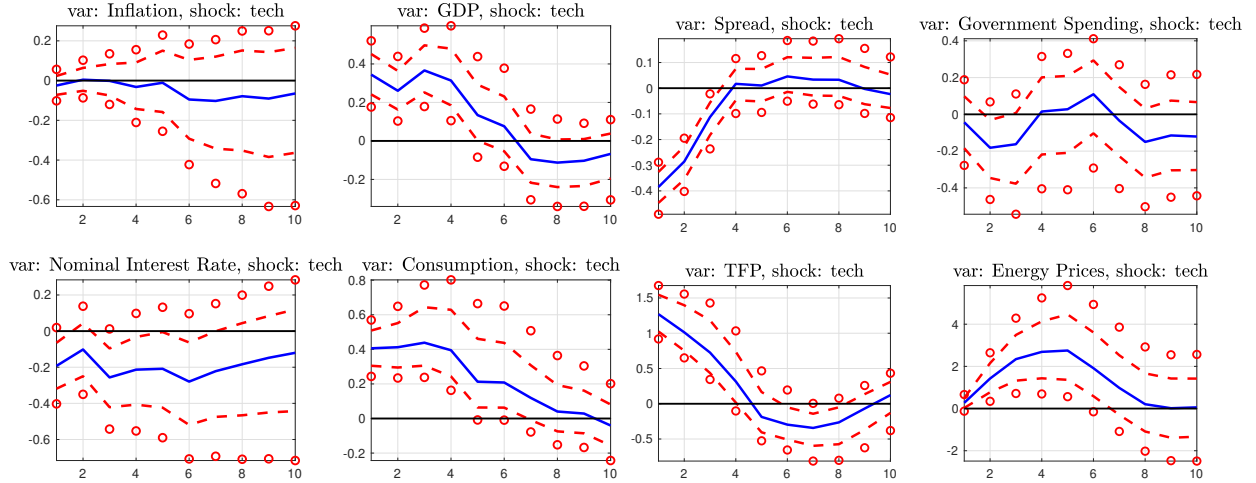 var: Inflation, shock: tech
0.2
0
-0.2
-0.4
-0.6
2 4 6 8 10
var: GDP, shock: tech
0.4
0.2
0
-0.2
2 4 6 8 10
var: Spread, shock: tech
0.1
0
-0.1
-0.2
-0.3
-0.4
2 4 6 8 10
var: Government Spending, shock: tech
0.4
0.2
0
-0.2
-0.4
2 4 6 8 10
var: Nominal Interest Rate, shock: tech
0.2
0
-0.2
-0.4
-0.6
2 4 6 8 10
var: Consumption, shock: tech
0.8
0.6
0.4
0.2
0
-0.2
2 4 6 8 10
var: TFP, shock: tech
1.5
1
0.5
0
-0.5
2 4 6 8 10
var: Energy Prices, shock: tech
4
2
0
-2
2 4 6 8 10